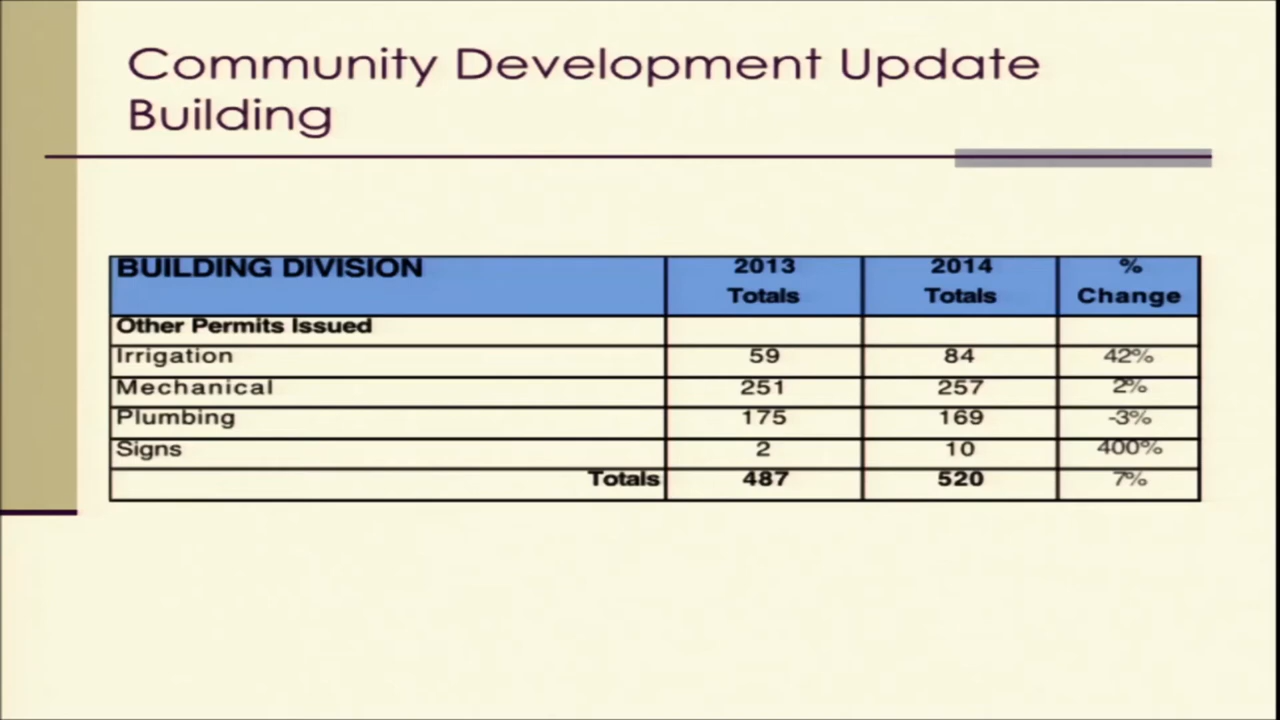 Community Development Update
Building
BUILDING DIVISION 2013 Totals 2014 Totals % Change
Other Permits Issued
Irrigation 59 84 42%
Mechanical 251 257 2%
Plumbing 175 169 -3%
Signs 2 10 400%
Totals 487 520 7%